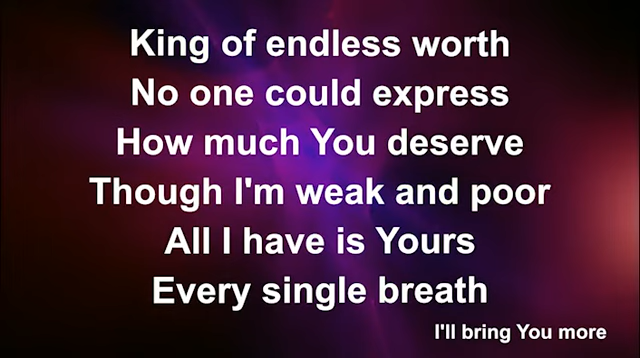 King of endless worth
No one could express
How much You deserve
Though I'm weak and poor
All I have is Yours
Every single breath
I'll bring You more